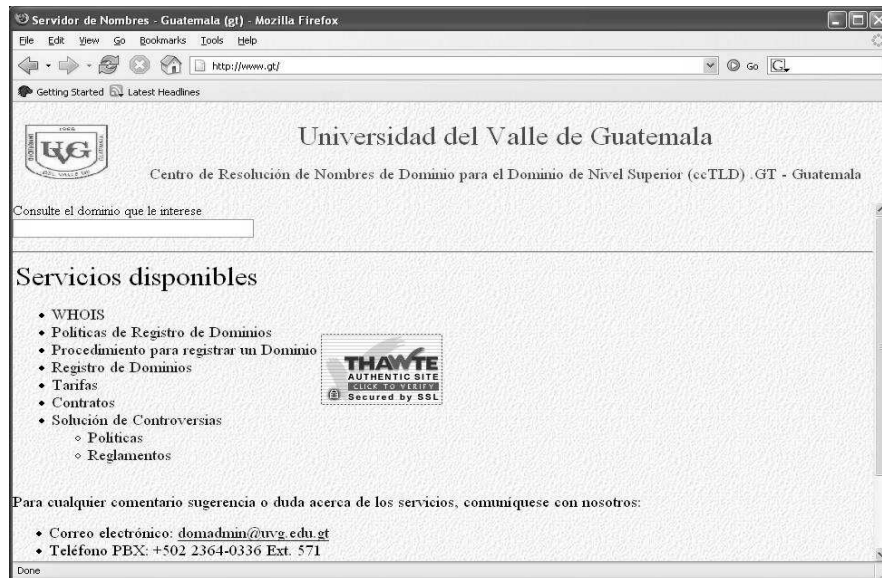 Servidor de Nombres - Guatemala (gt) - Mozilla Firefox
File Edit View Go Bookmarks Tools Help
http://www.gt/ Go G
Getting Started Latest Headlines
1966
UVG
DEL VALLE DE
Universidad del Valle de Guatemala
Centro de Resolución de Nombres de Dominio para el Dominio de Nivel Superior (ccTLD) .GT - Guatemala
Consulte el dominio que le interese
Servicios disponibles
WHOIS
Políticas de Registro de Dominios
Procedimiento para registrar un Dominio
Registro de Dominios
Tarifas
Contratos
Solución de Controversias
Políticas
Reglamentos
THAWTE
AUTHENTIC SITE
CLICK TO VERIFY
Secured by SSL
Para cualquier comentario sugerencia o duda acerca de los servicios, comuníquese con nosotros:
Correo electrónico: domadmin@uvg.edu.gt
Teléfono PBX: +502 2364-0336 Ext. 571
Done